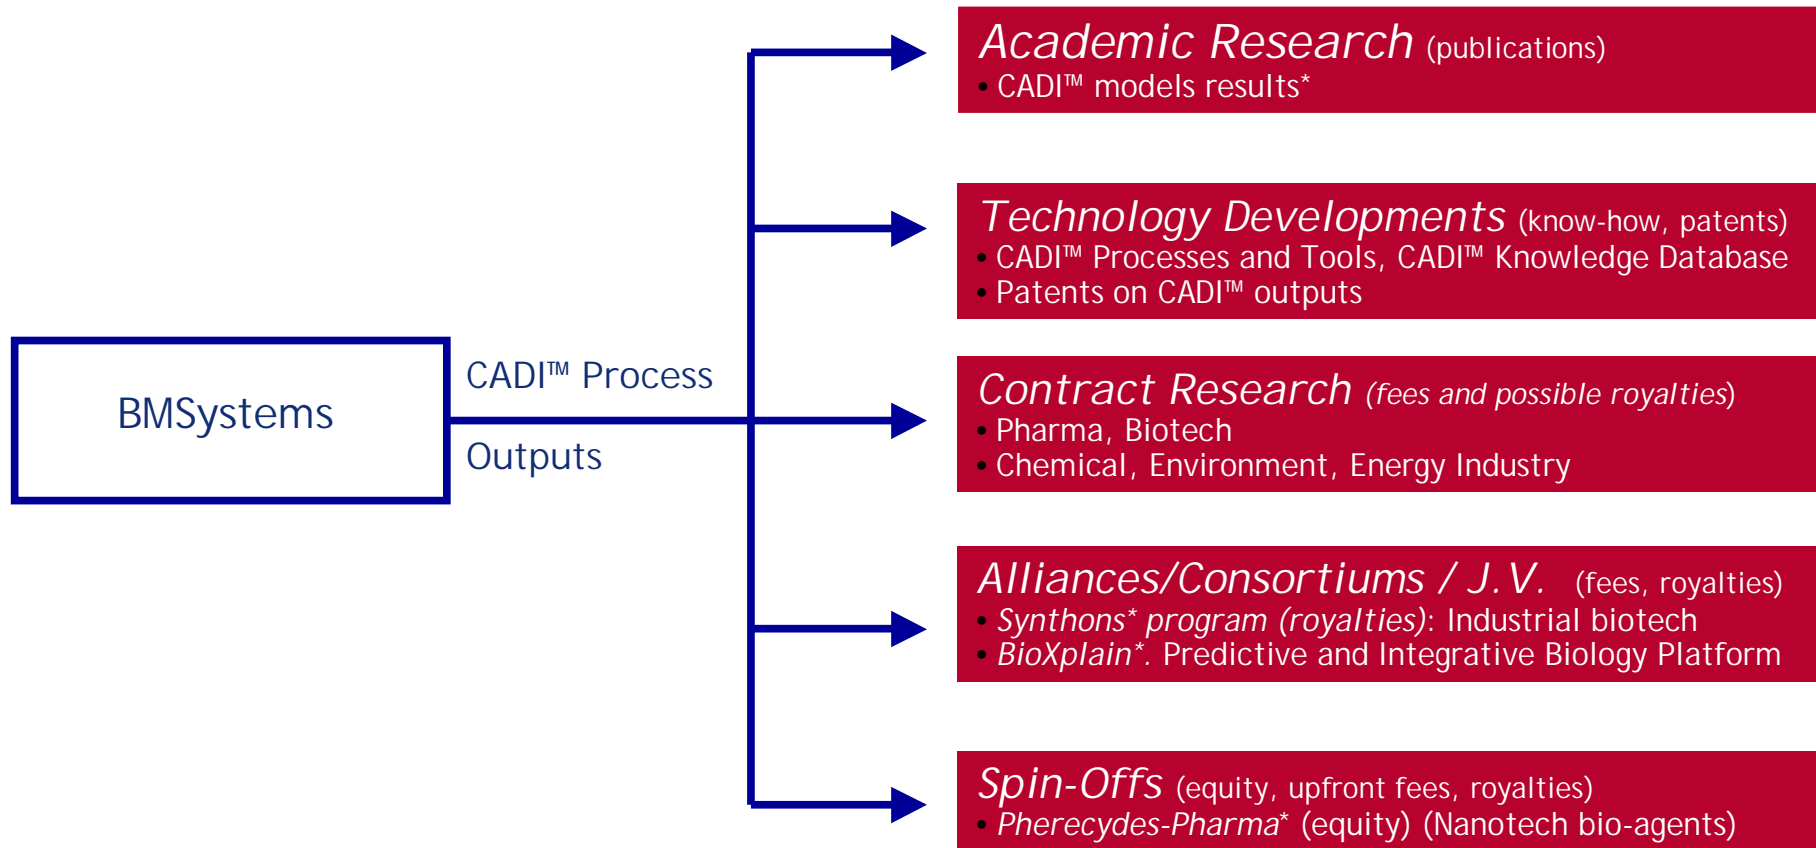 BMSystems
CADI™ Process
Outputs
Academic Research (publications)
• CADI™ models results*
Technology Developments (know-how, patents)
• CADI™ Processes and Tools, CADI™ Knowledge Database
• Patents on CADI™ outputs
Contract Research (fees and possible royalties)
• Pharma, Biotech
• Chemical, Environment, Energy Industry
Alliances/Consortiums / J.V. (fees, royalties)
• Synthons* program (royalties): Industrial biotech
• BioXplain*. Predictive and Integrative Biology Platform
Spin-Offs (equity, upfront fees, royalties)
• Pherecydes-Pharma* (equity) (Nanotech bio-agents)